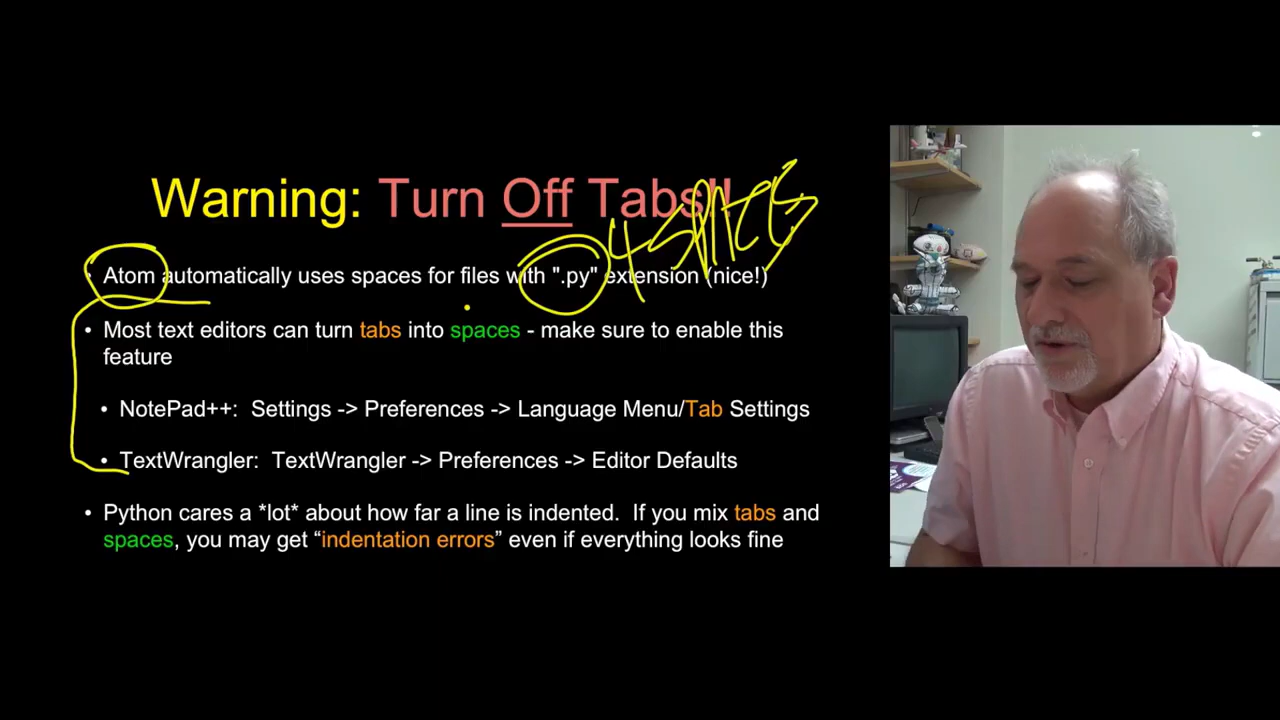 Warning: Turn Off Tabs!!
4 SPACES
• Atom automatically uses spaces for files with ".py" extension (nice!)
• Most text editors can turn tabs into spaces - make sure to enable this
feature
• NotePad++: Settings -> Preferences -> Language Menu/Tab Settings
• TextWrangler: TextWrangler -> Preferences -> Editor Defaults
• Python cares a *lot* about how far a line is indented. If you mix tabs and
spaces, you may get “indentation errors” even if everything looks fine